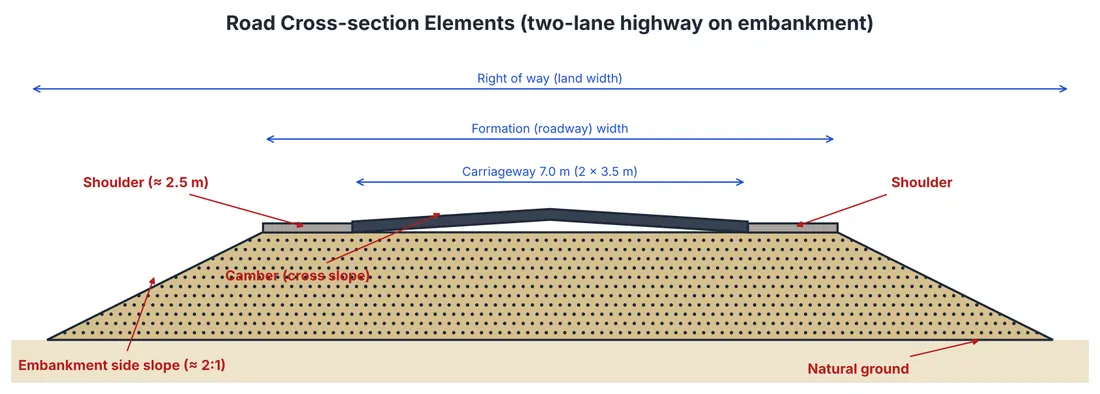 Road Cross-section Elements (two-lane highway on embankment)
Right of way (land width)
Formation (roadway) width
Carriageway 7.0 m (2 × 3.5 m)
Shoulder (≈ 2.5 m)
Shoulder
Camber (cross slope)
Embankment side slope (≈ 2:1)
Natural ground